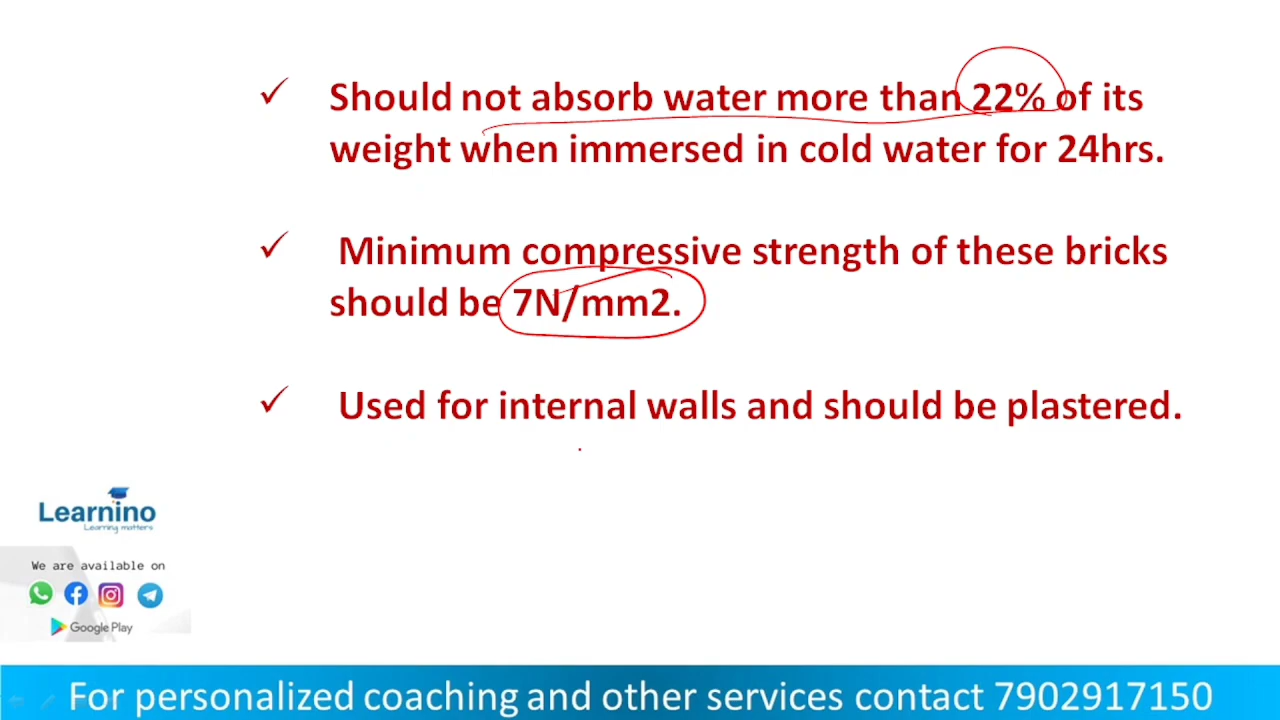 Should not absorb water more than 22% of its
weight when immersed in cold water for 24hrs.
Minimum compressive strength of these bricks
should be 7N/mm2.
Used for internal walls and should be plastered.
Learnino
Learning matters
We are available on
Google Play
For personalized coaching and other services contact 7902917150